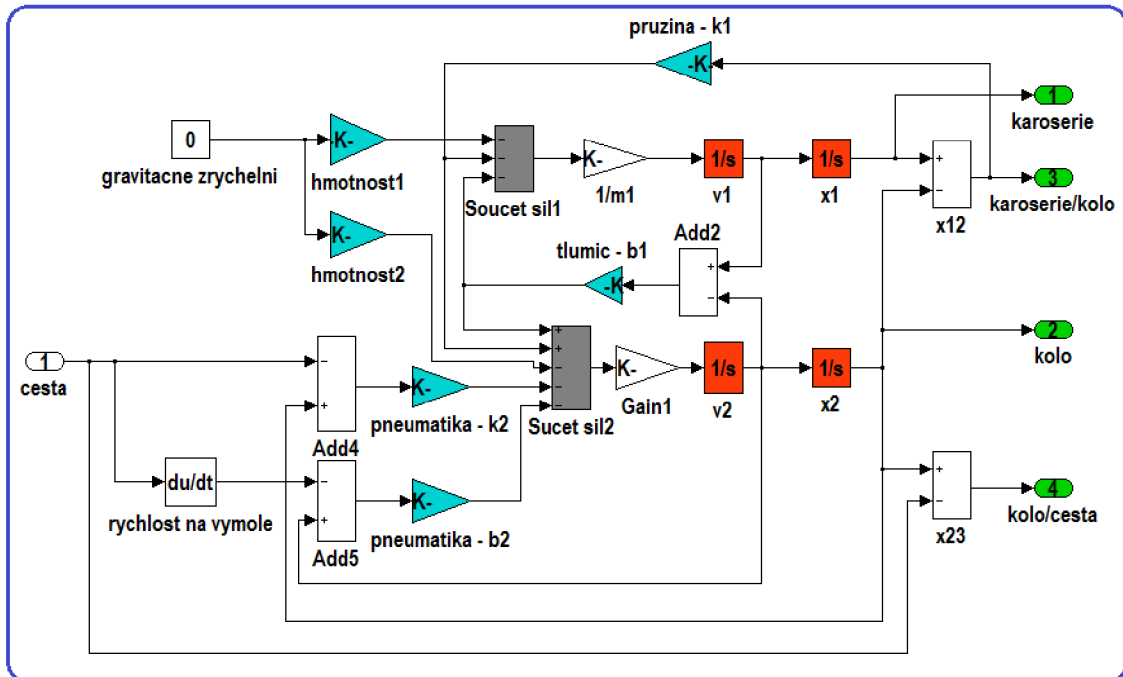 pruzina - k1
-K-
1
karoserie
0
gravitacne zrychelni
-K-
hmotnost1
−
−
−
Soucet sil1
K-
1/m1
1/s
v1
1/s
x1
+
−
x12
3
karoserie/kolo
K-
hmotnost2
tlumic - b1
-K
Add2
+
−
1
cesta
−
+
Add4
K-
pneumatika - k2
+
+
−
−
−
Sucet sil2
K-
Gain1
1/s
v2
1/s
x2
2
kolo
du/dt
rychlost na vymole
−
+
Add5
K-
pneumatika - b2
+
−
x23
4
kolo/cesta